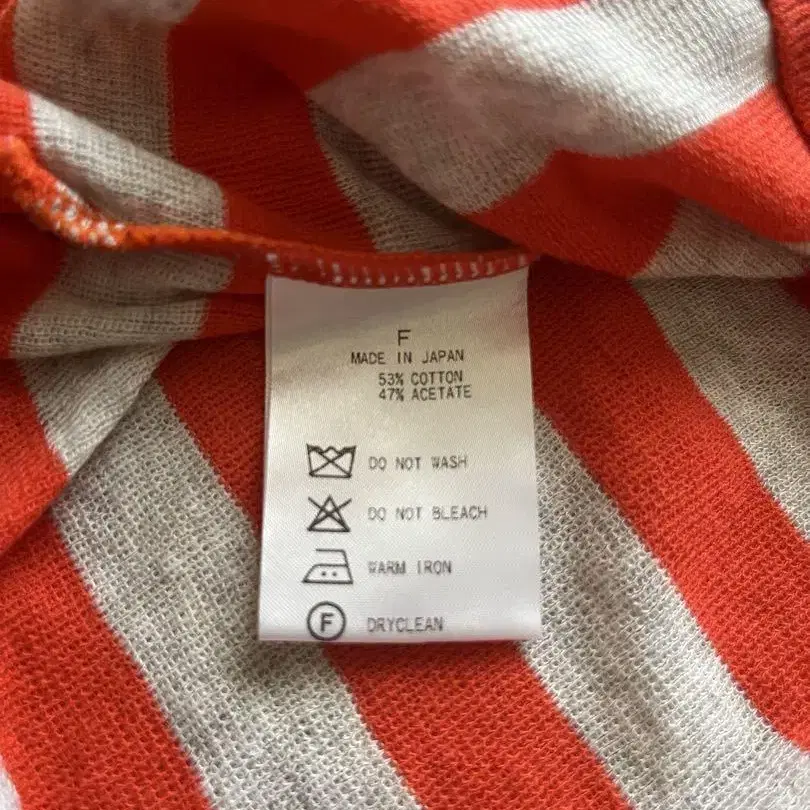 F
MADE IN JAPAN
53% COTTON
47% ACETATE
DO NOT WASH
DO NOT BLEACH
WARM IRON
F DRYCLEAN